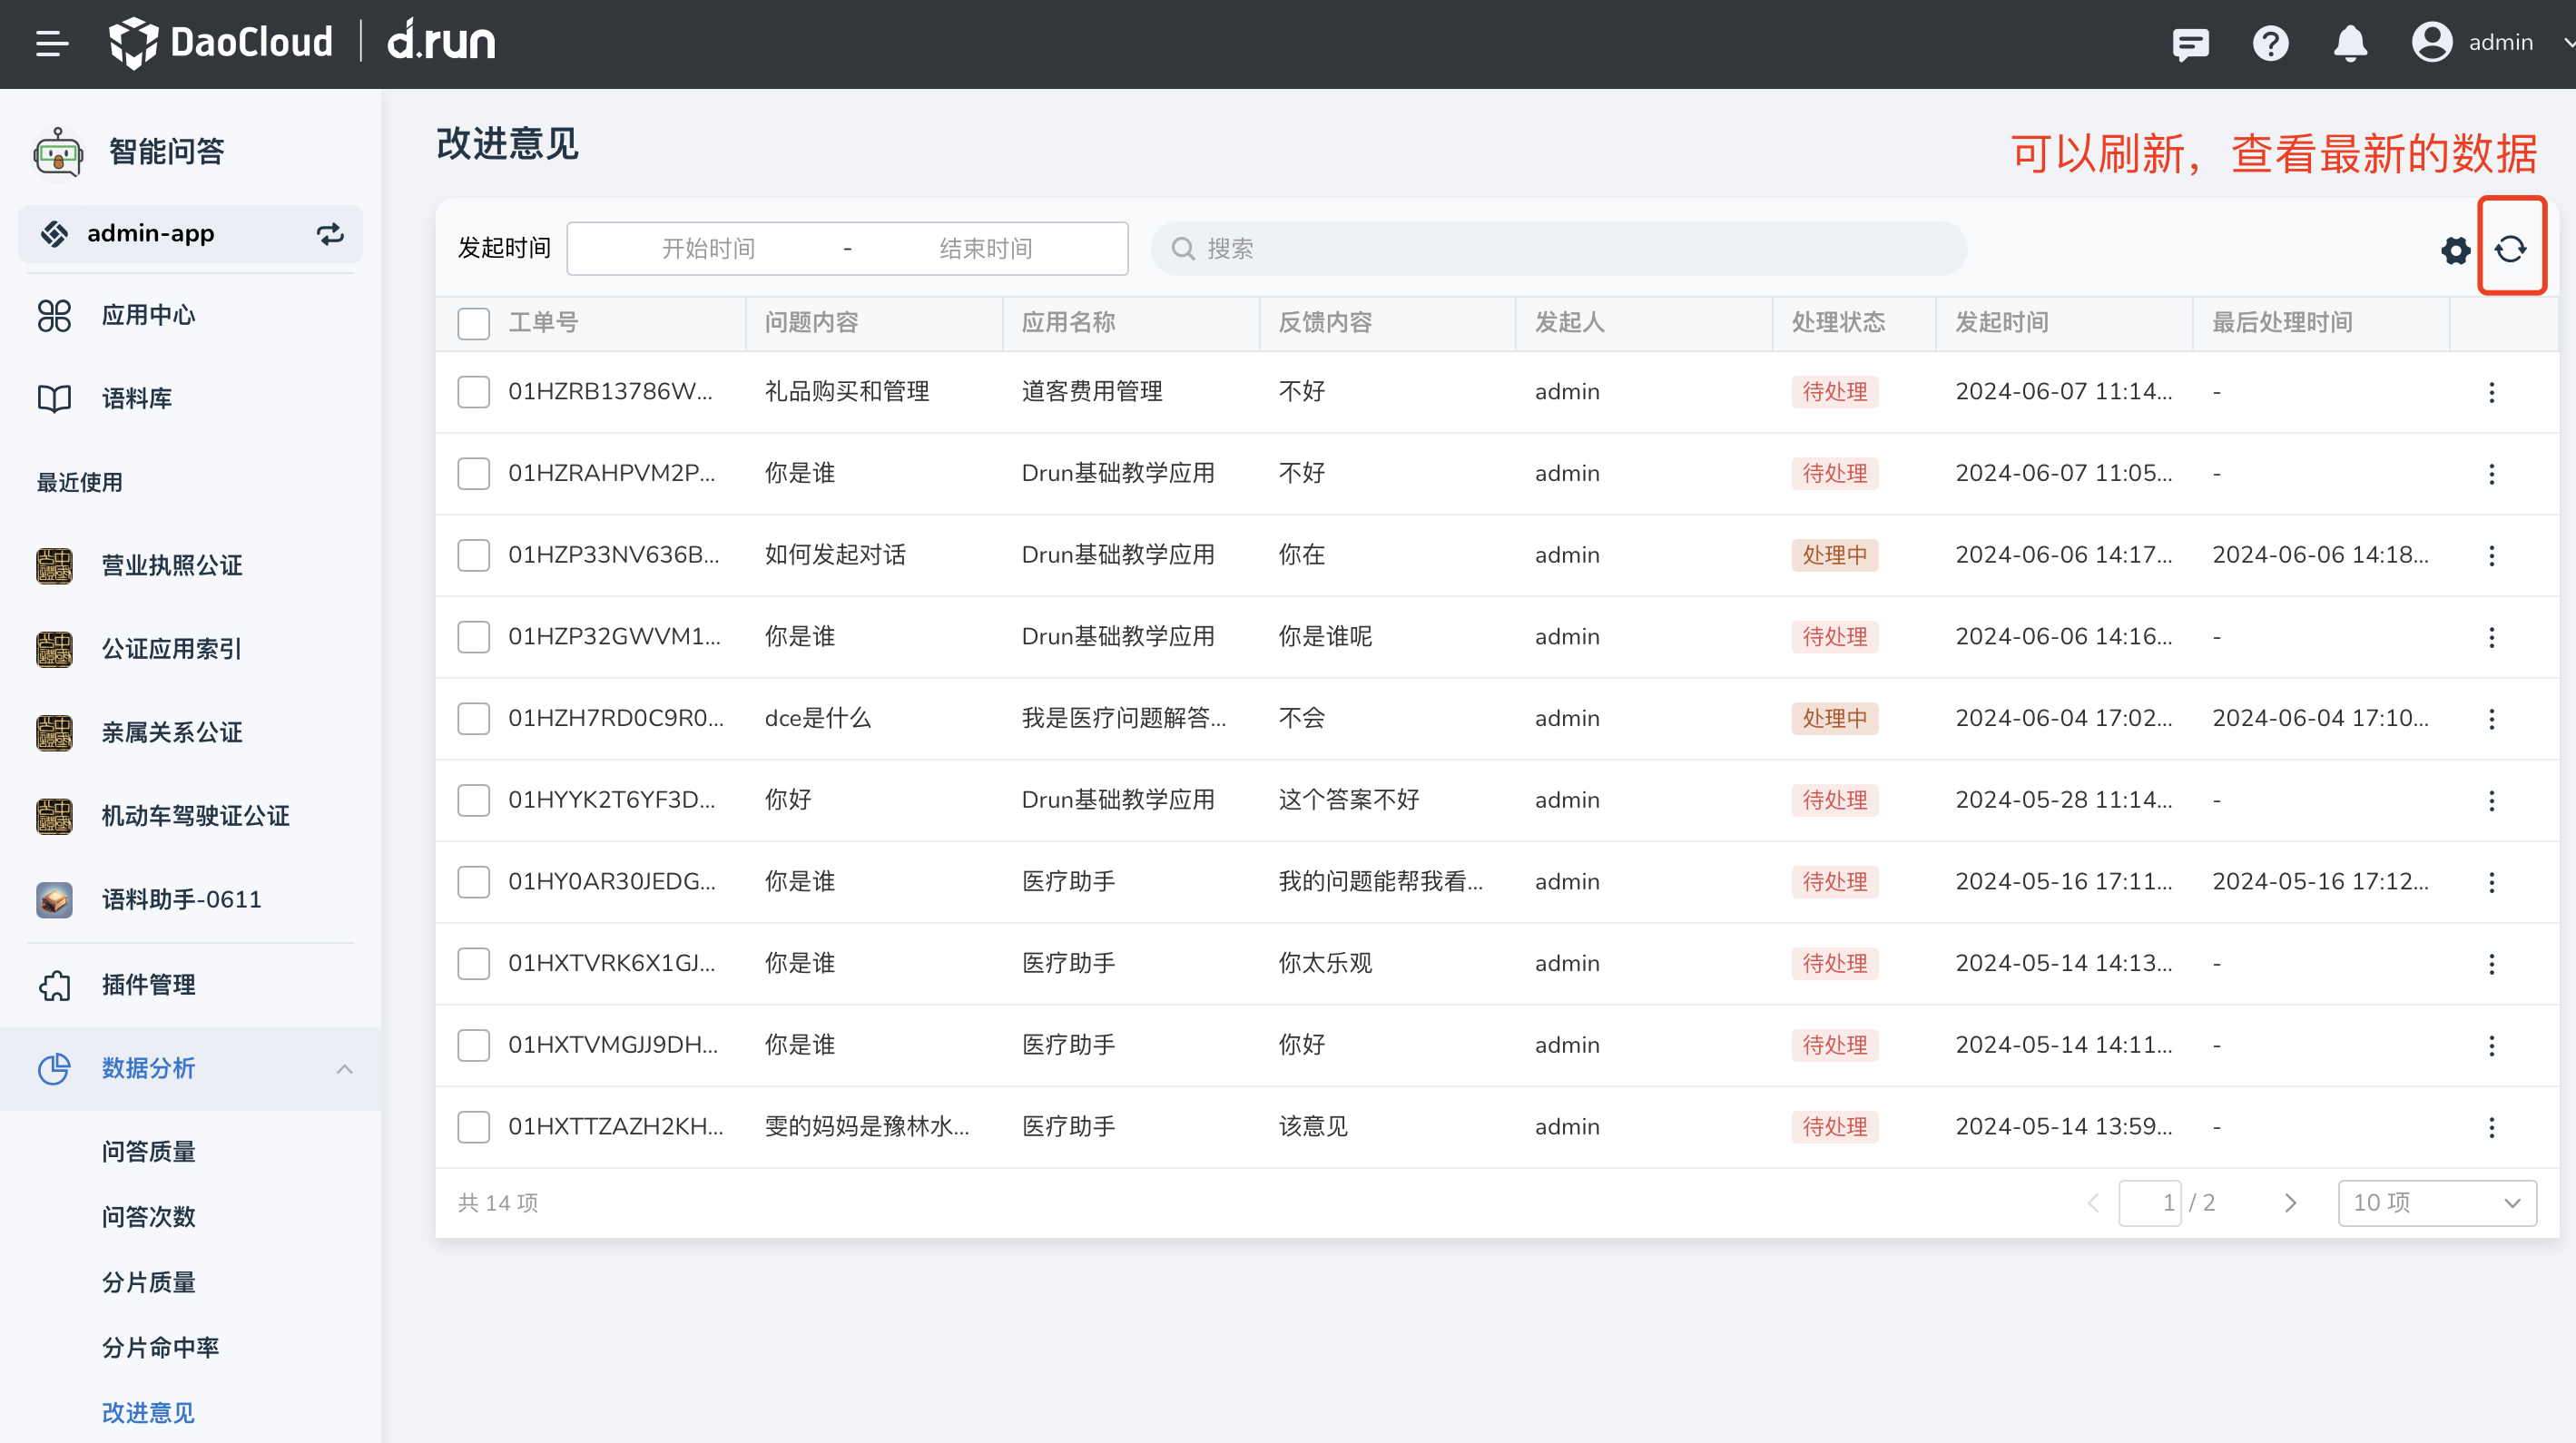 DaoCloud | d.run
admin
智能问答
admin-app
应用中心
语料库
最近使用
营业执照公证
公证应用索引
亲属关系公证
机动车驾驶证公证
语料助手-0611
插件管理
数据分析
问答质量
问答次数
分片质量
分片命中率
改进意见
改进意见
可以刷新，查看最新的数据
发起时间 开始时间 - 结束时间 搜索
工单号 问题内容 应用名称 反馈内容 发起人 处理状态 发起时间 最后处理时间
01HZRB13786W... 礼品购买和管理 道客费用管理 不好 admin 待处理 2024-06-07 11:14... -
01HZRAHPVM2P... 你是谁 Drun基础教学应用 不好 admin 待处理 2024-06-07 11:05... -
01HZP33NV636B... 如何发起对话 Drun基础教学应用 你在 admin 处理中 2024-06-06 14:17... 2024-06-06 14:18...
01HZP32GWVM1... 你是谁 Drun基础教学应用 你是谁呢 admin 待处理 2024-06-06 14:16... -
01HZH7RD0C9R0... dce是什么 我是医疗问题解答... 不会 admin 处理中 2024-06-04 17:02... 2024-06-04 17:10...
01HYYK2T6YF3D... 你好 Drun基础教学应用 这个答案不好 admin 待处理 2024-05-28 11:14... -
01HY0AR30JEDG... 你是谁 医疗助手 我的问题能帮我看... admin 待处理 2024-05-16 17:11... 2024-05-16 17:12...
01HXTVRK6X1GJ... 你是谁 医疗助手 你太乐观 admin 待处理 2024-05-14 14:13... -
01HXTVMGJJ9DH... 你是谁 医疗助手 你好 admin 待处理 2024-05-14 14:11... -
01HXTTZAZH2KH... 雯的妈妈是豫林水... 医疗助手 该意见 admin 待处理 2024-05-14 13:59... -
共 14 项 1 / 2 10 项